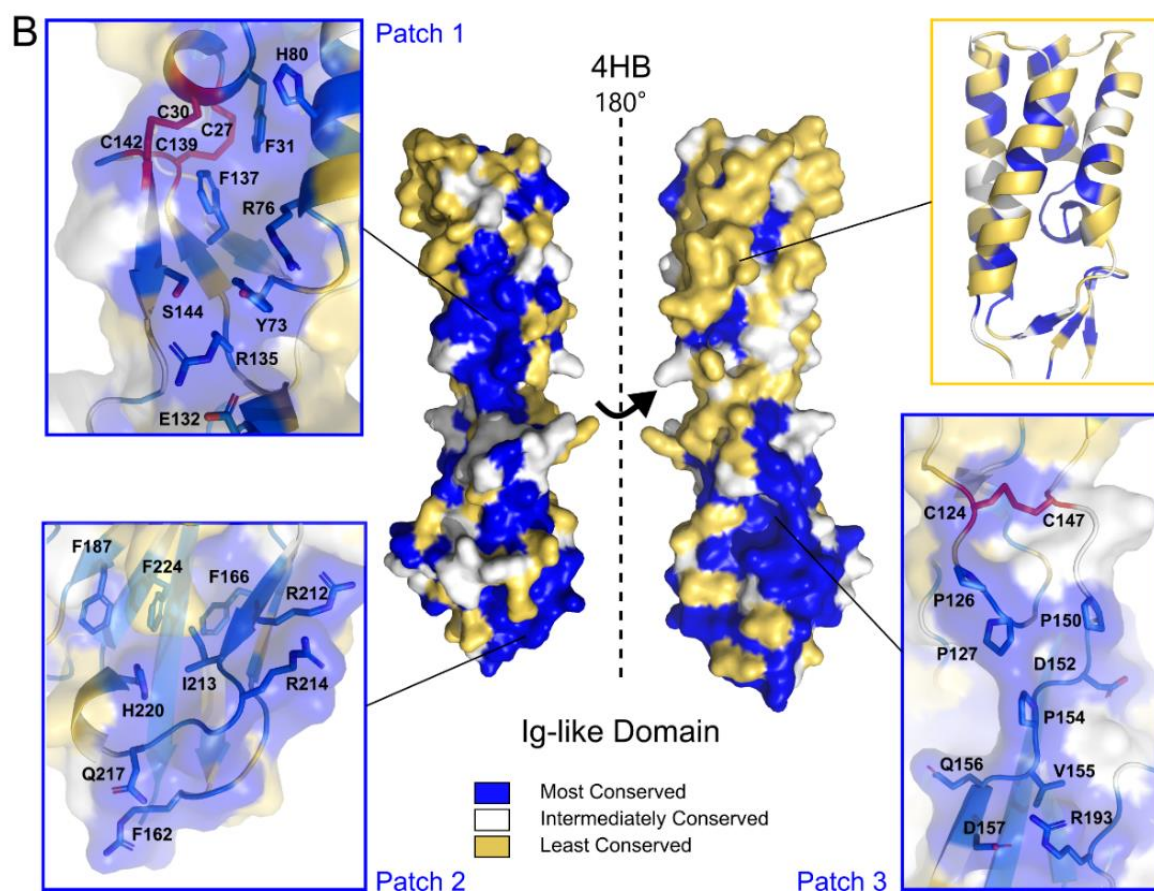 B
Patch 1
H80
C30
C27
C142
C139
F31
F137
R76
S144
Y73
R135
E132
4HB
180°
F187
F224
F166
R212
I213
R214
H220
Q217
F162
Patch 2
Ig-like Domain
Most Conserved
Intermediately Conserved
Least Conserved
C124
C147
P126
P150
P127
D152
P154
Q156
V155
D157
R193
Patch 3